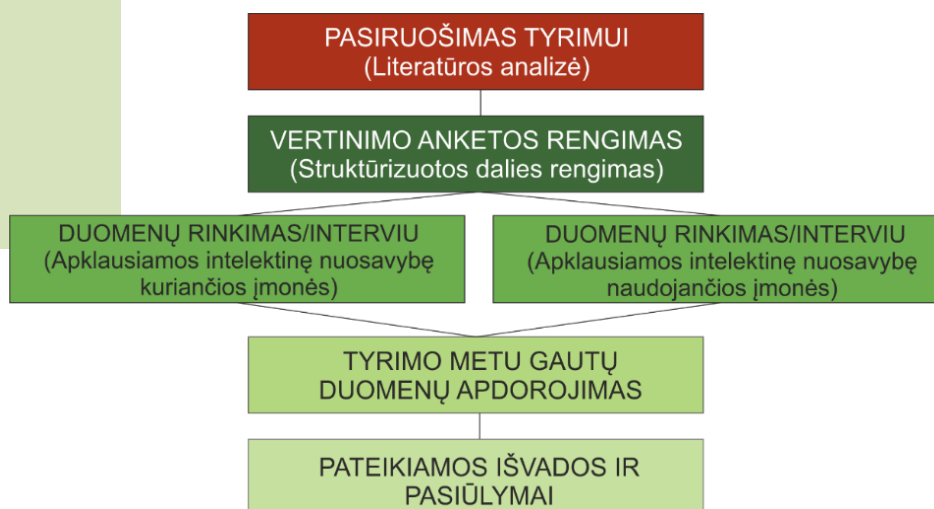 PASIRUOŠIMAS TYRIMUI
(Literatūros analizė)
VERTINIMO ANKETOS RENGIMAS
(Struktūrizuotos dalies rengimas)
DUOMENŲ RINKIMAS/INTERVIU
(Apklausiamos intelektinę nuosavybę
kuriančios įmonės)
DUOMENŲ RINKIMAS/INTERVIU
(Apklausiamos intelektinę nuosavybę
naudojančios įmonės)
TYRIMO METU GAUTŲ
DUOMENŲ APDOROJIMAS
PATEIKIAMOS IŠVADOS IR
PASIŪLYMAI